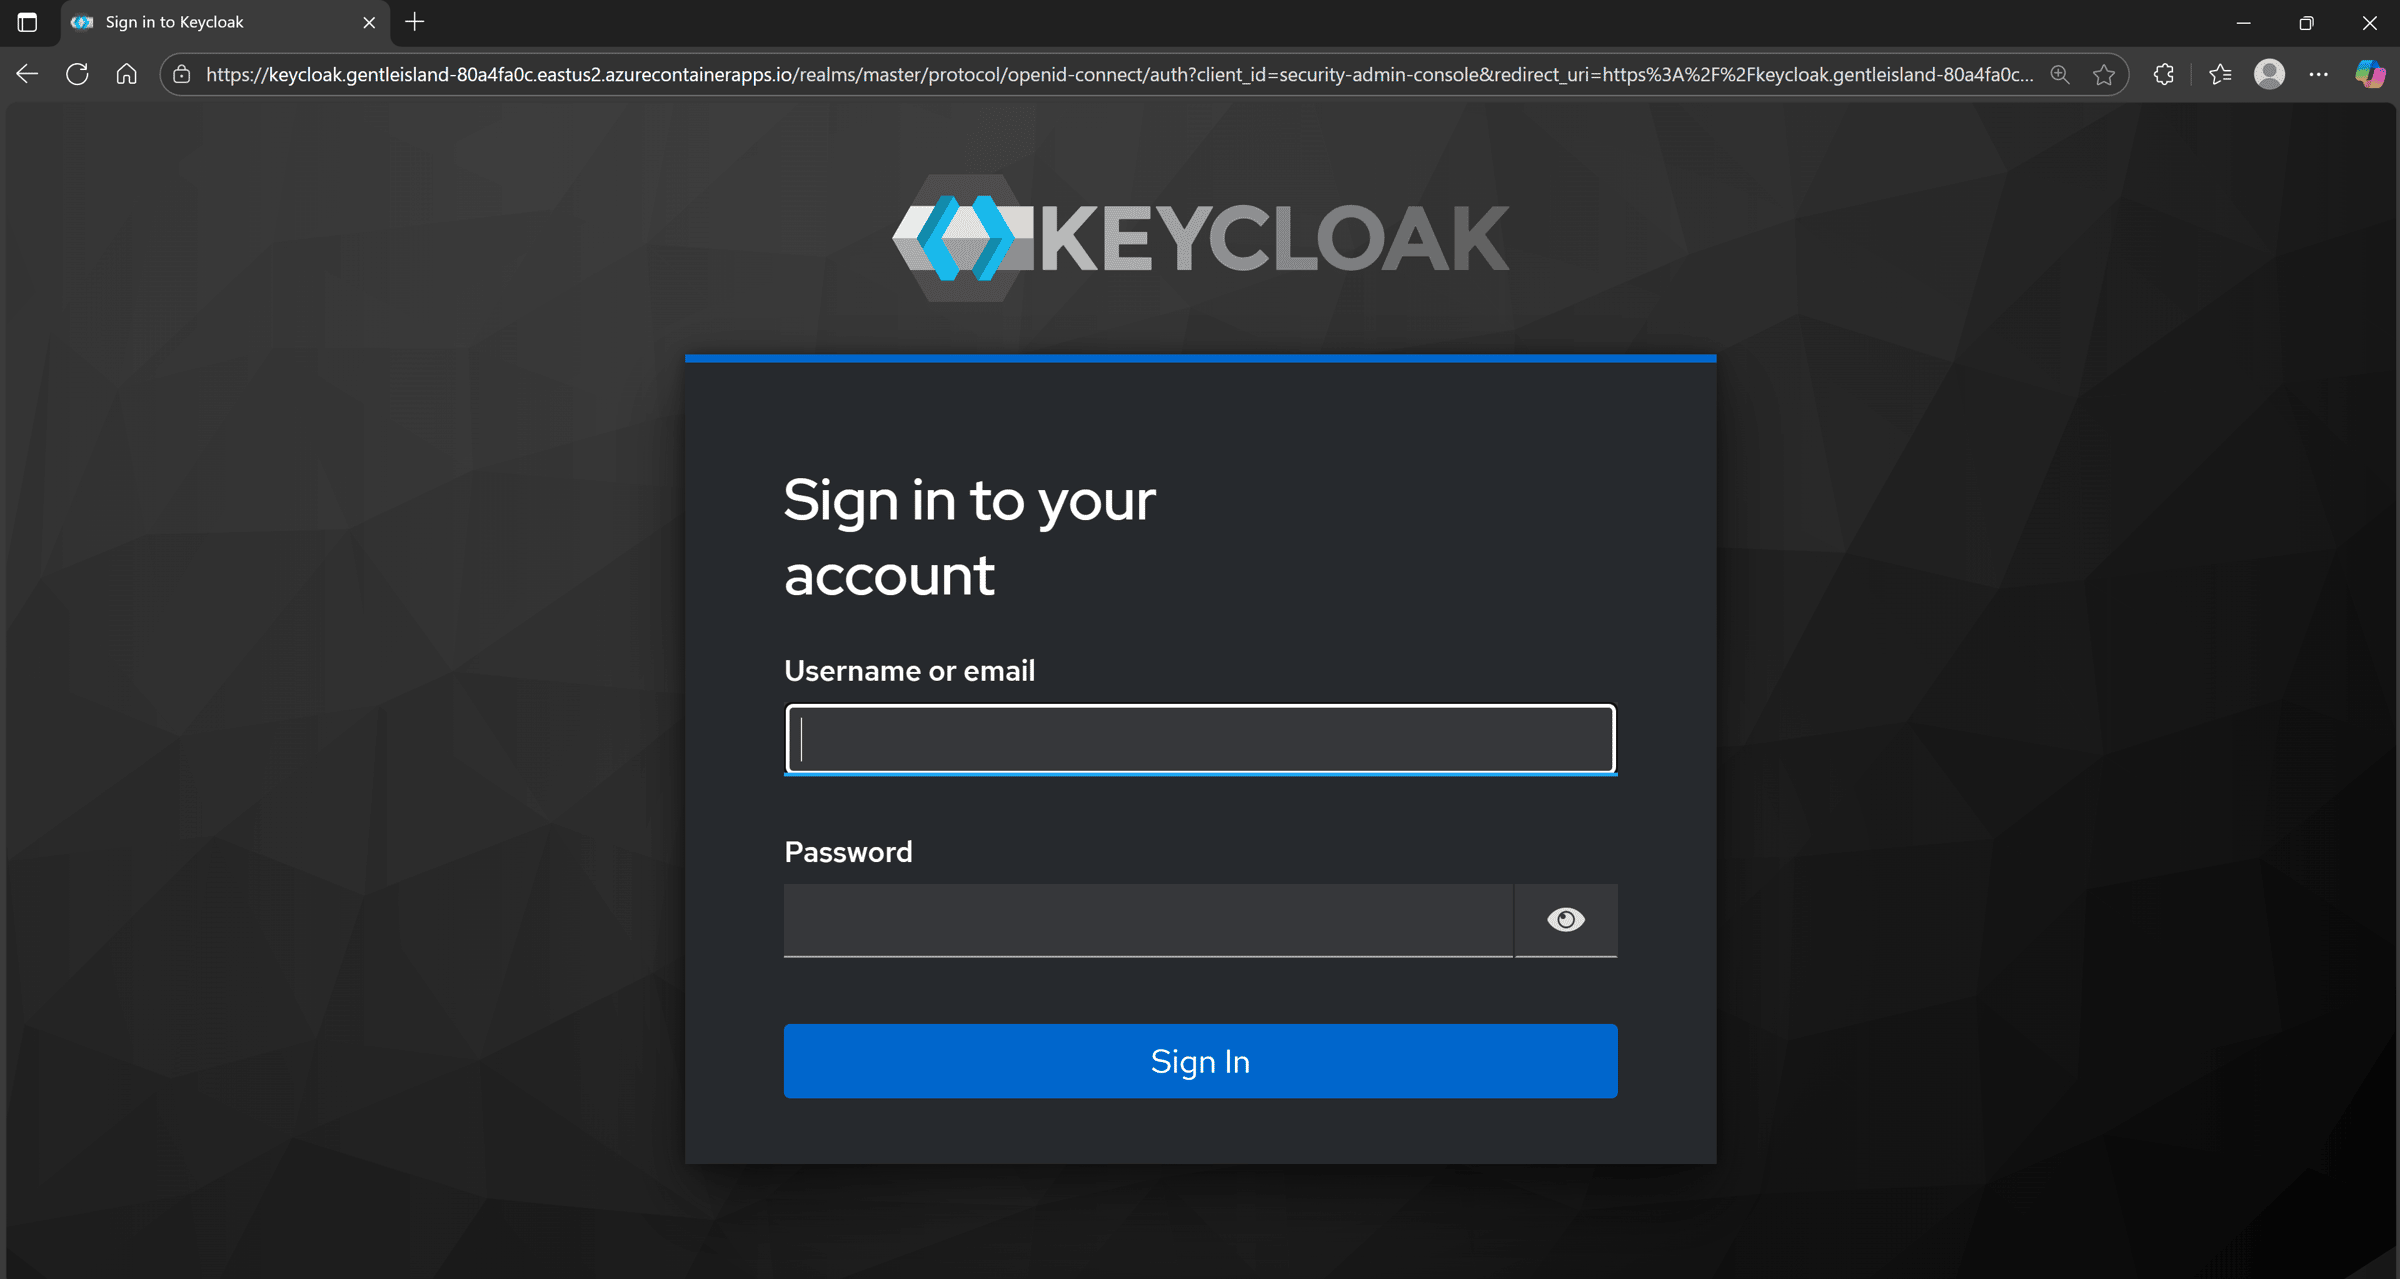 Sign in to Keycloak
https://keycloak.gentleisland-80a4fa0c.eastus2.azurecontainerapps.io/realms/master/protocol/openid-connect/auth?client_id=security-admin-console&redirect_uri=https%3A%2F%2Fkeycloak.gentleisland-80a4fa0c...
KEYCLOAK
Sign in to your
account
Username or email
Password
Sign In